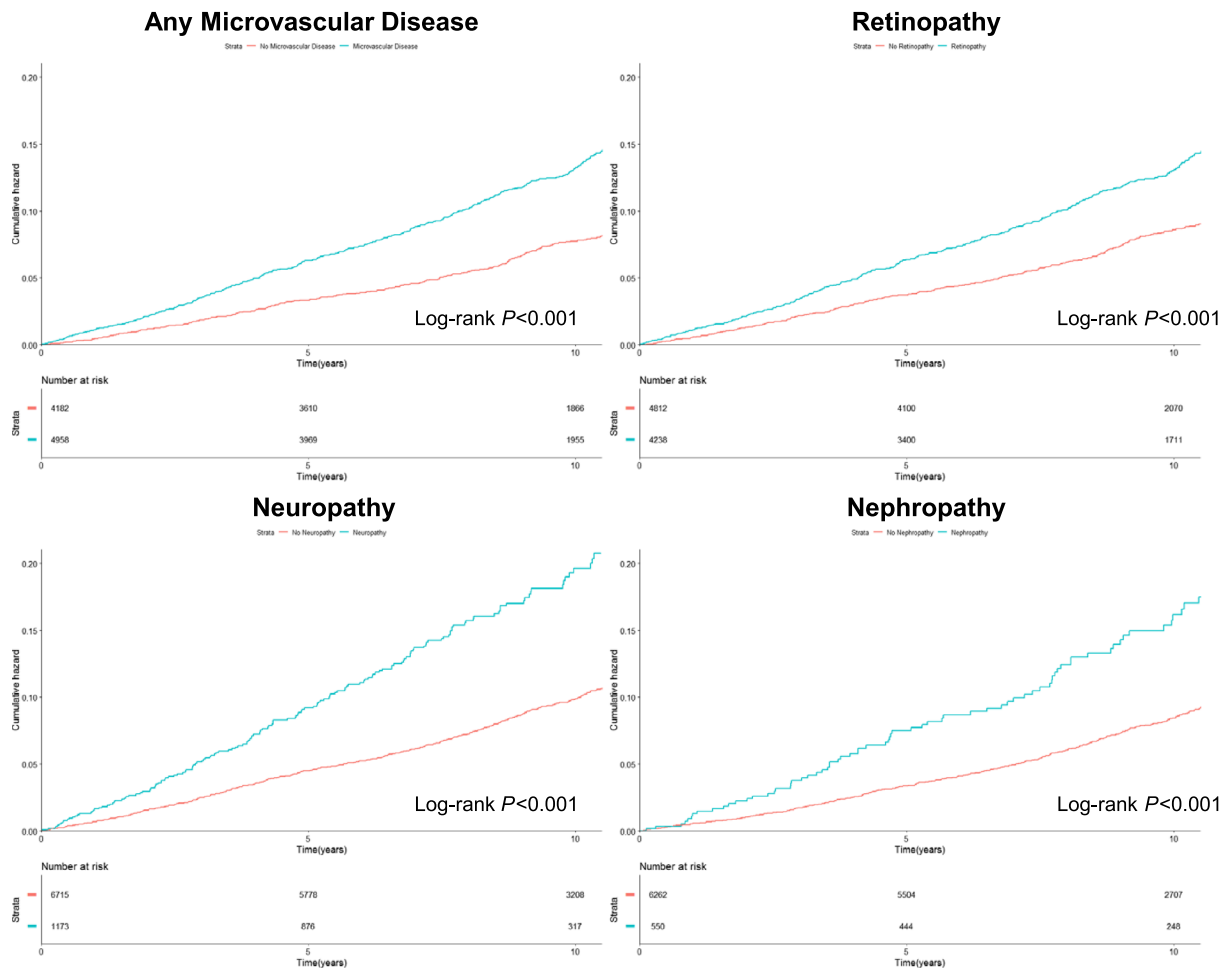 Any Microvascular Disease
Strata No Microvascular Disease Microvascular Disease
0.20
0.15
0.10
0.05
0.00
Cumulative hazard
Log-rank P<0.001
0 5 10
Time(years)
Number at risk
Strata
4182 3610 1866
4958 3969 1955
0 5 10
Time(years)
Retinopathy
Strata No Retinopathy Retinopathy
0.20
0.15
0.10
0.05
0.00
Cumulative hazard
Log-rank P<0.001
0 5 10
Time(years)
Number at risk
Strata
4812 4100 2070
4238 3400 1711
0 5 10
Time(years)
Neuropathy
Strata No Neuropathy Neuropathy
0.20
0.15
0.10
0.05
0.00
Cumulative hazard
Log-rank P<0.001
0 5 10
Time(years)
Number at risk
Strata
6715 5778 3208
1173 876 317
0 5 10
Time(years)
Nephropathy
Strata No Nephropathy Nephropathy
0.20
0.15
0.10
0.05
0.00
Cumulative hazard
Log-rank P<0.001
0 5 10
Time(years)
Number at risk
Strata
6262 5504 2707
550 444 248
0 5 10
Time(years)